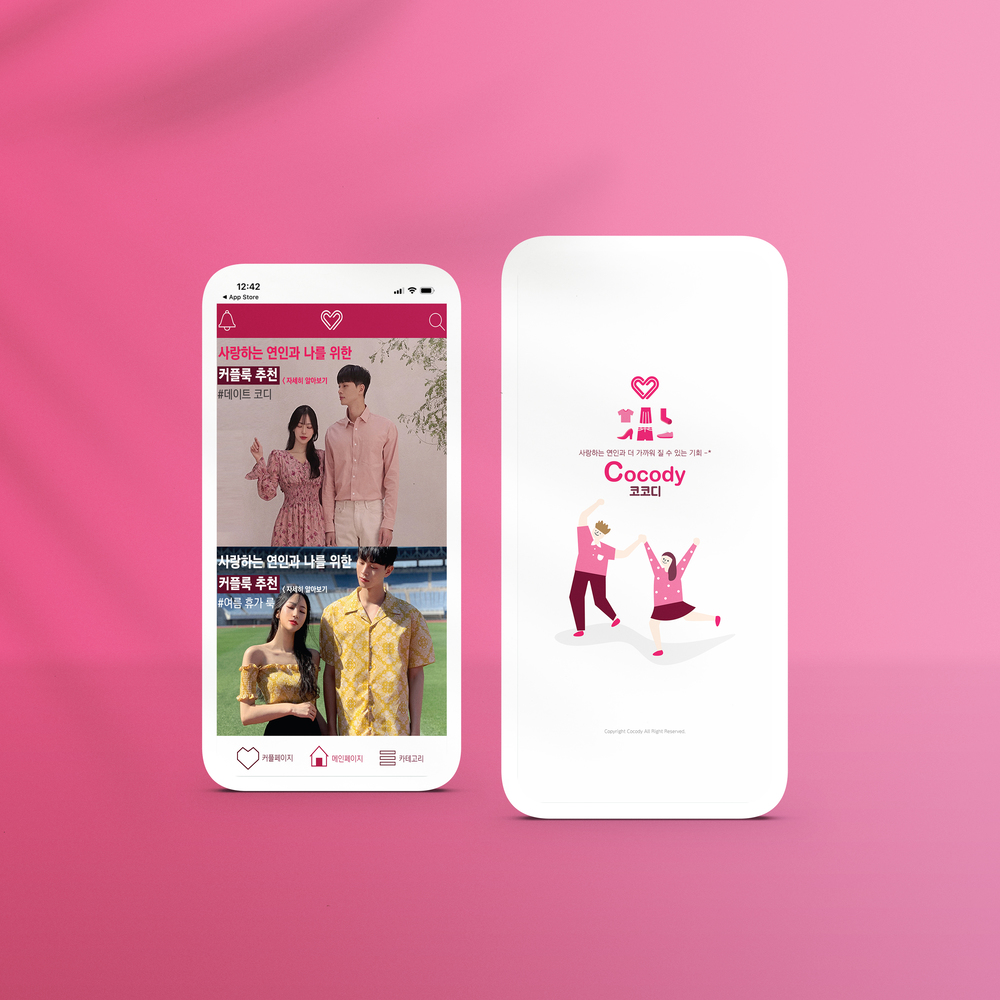 12:42
◀ App Store
사랑하는 연인과 나를 위한
커플룩 추천 < 자세히 알아보기
#데이트 코디
사랑하는 연인과 나를 위한
커플룩 추천 < 자세히 알아보기
#여름 휴가 룩
커플페이지 메인페이지 카테고리
사랑하는 연인과 더 가까워 질 수 있는 기회 ~*
Cocody
코코디
Copyright Cocody All Right Reserved.